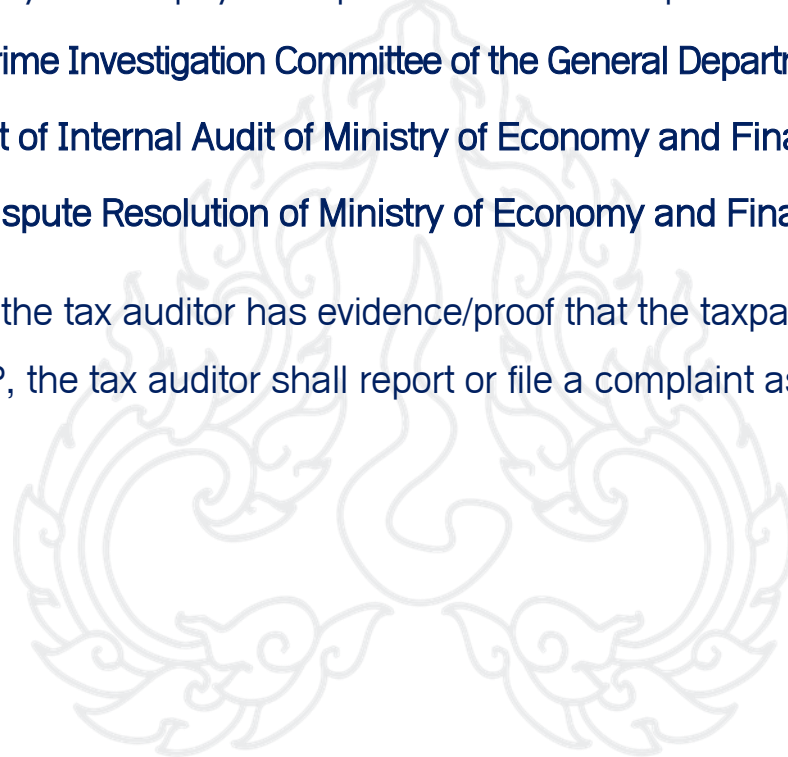 rime Investigation Committee of the General Departm
t of Internal Audit of Ministry of Economy and Fina
spute Resolution of Ministry of Economy and Fina
the tax auditor has evidence/proof that the taxpa
, the tax auditor shall report or file a complaint as